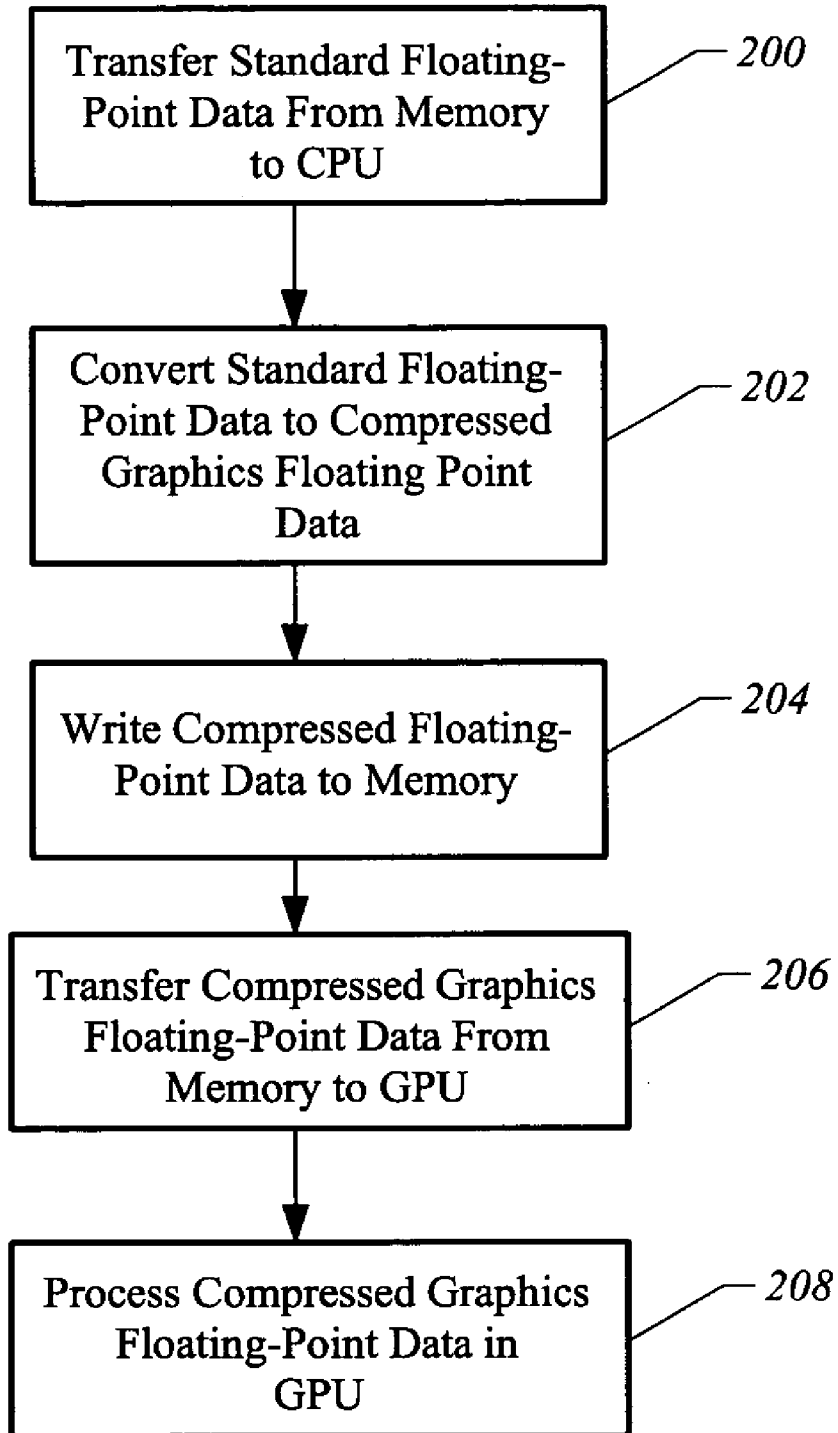 Transfer Standard Floating-
Point Data From Memory
to CPU
200
Convert Standard Floating-
Point Data to Compressed
Graphics Floating Point
Data
202
Write Compressed Floating-
Point Data to Memory
204
Transfer Compressed Graphics
Floating-Point Data From
Memory to GPU
206
Process Compressed Graphics
Floating-Point Data in
GPU
208